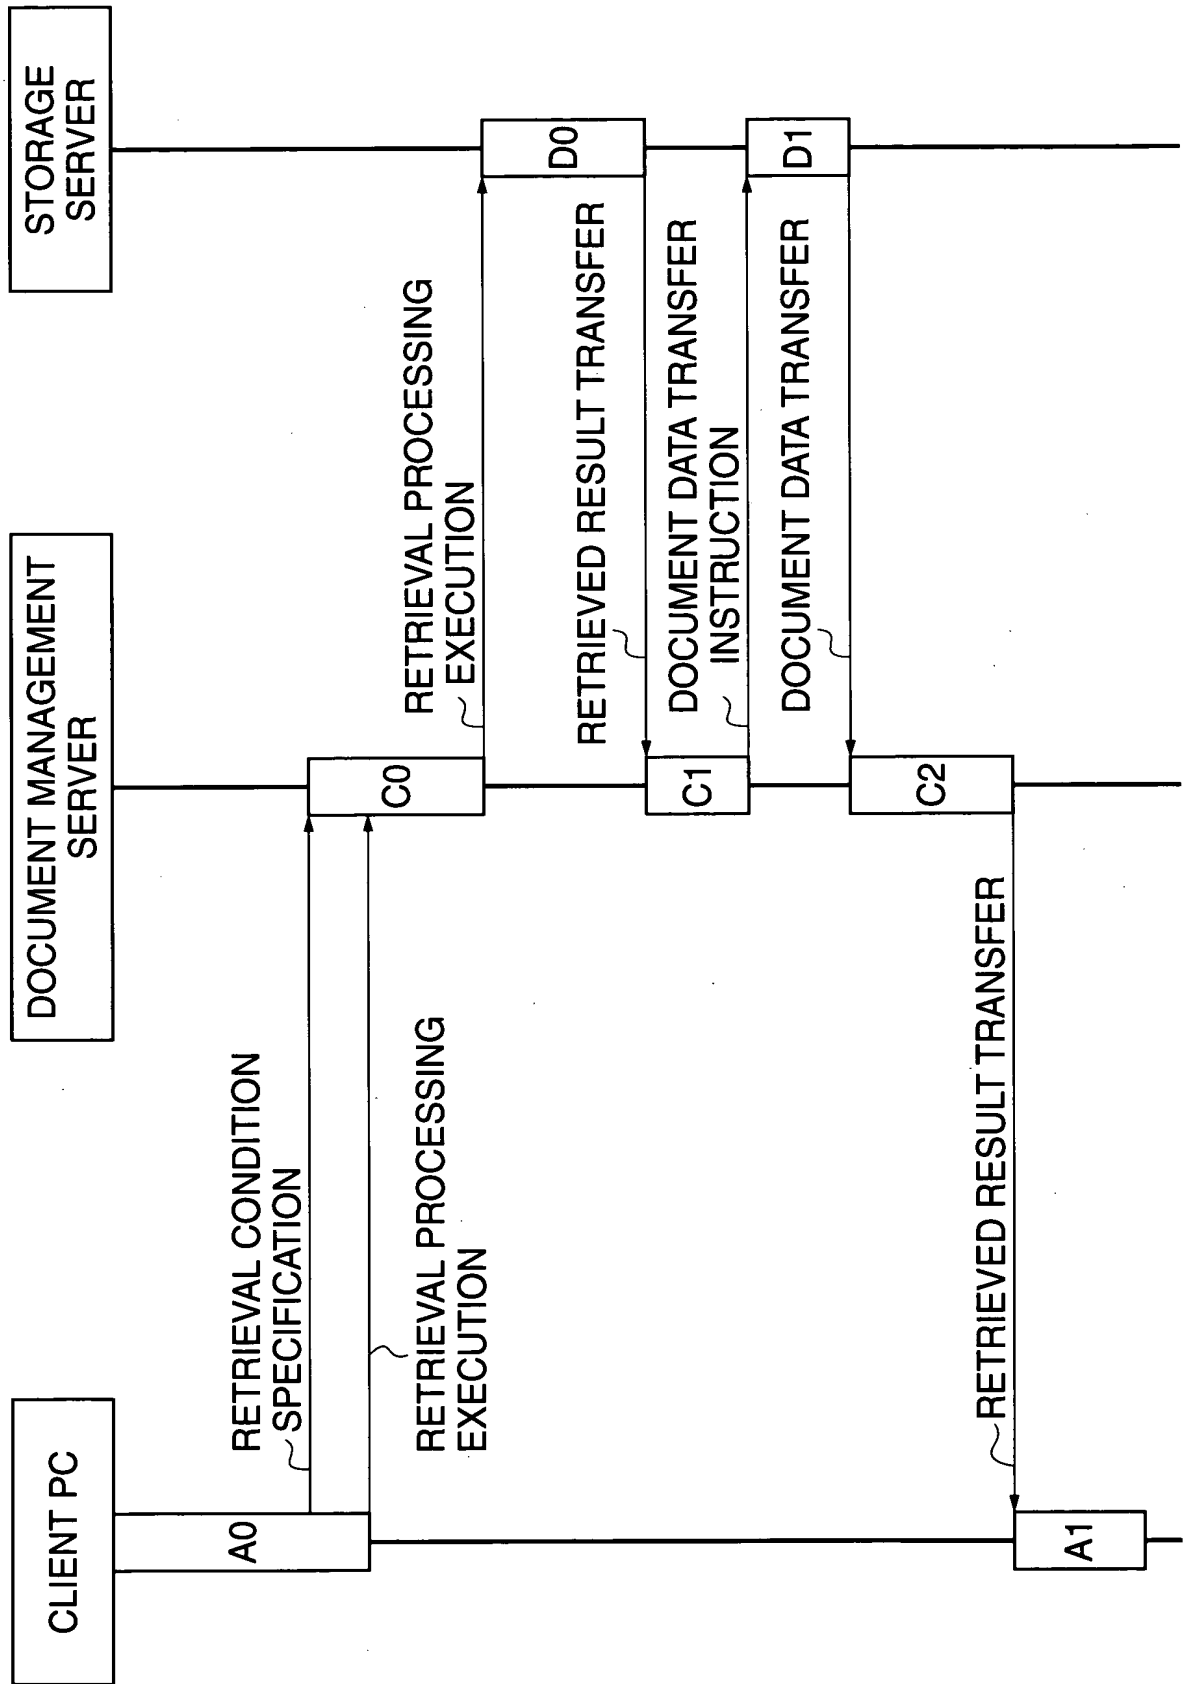 CLIENT PC
DOCUMENT MANAGEMENT
SERVER
STORAGE
SERVER
A0
RETRIEVAL CONDITION
SPECIFICATION
RETRIEVAL PROCESSING
EXECUTION
C0
RETRIEVAL PROCESSING
EXECUTION
D0
RETRIEVED RESULT TRANSFER
C1
DOCUMENT DATA TRANSFER
INSTRUCTION
D1
DOCUMENT DATA TRANSFER
C2
RETRIEVED RESULT TRANSFER
A1